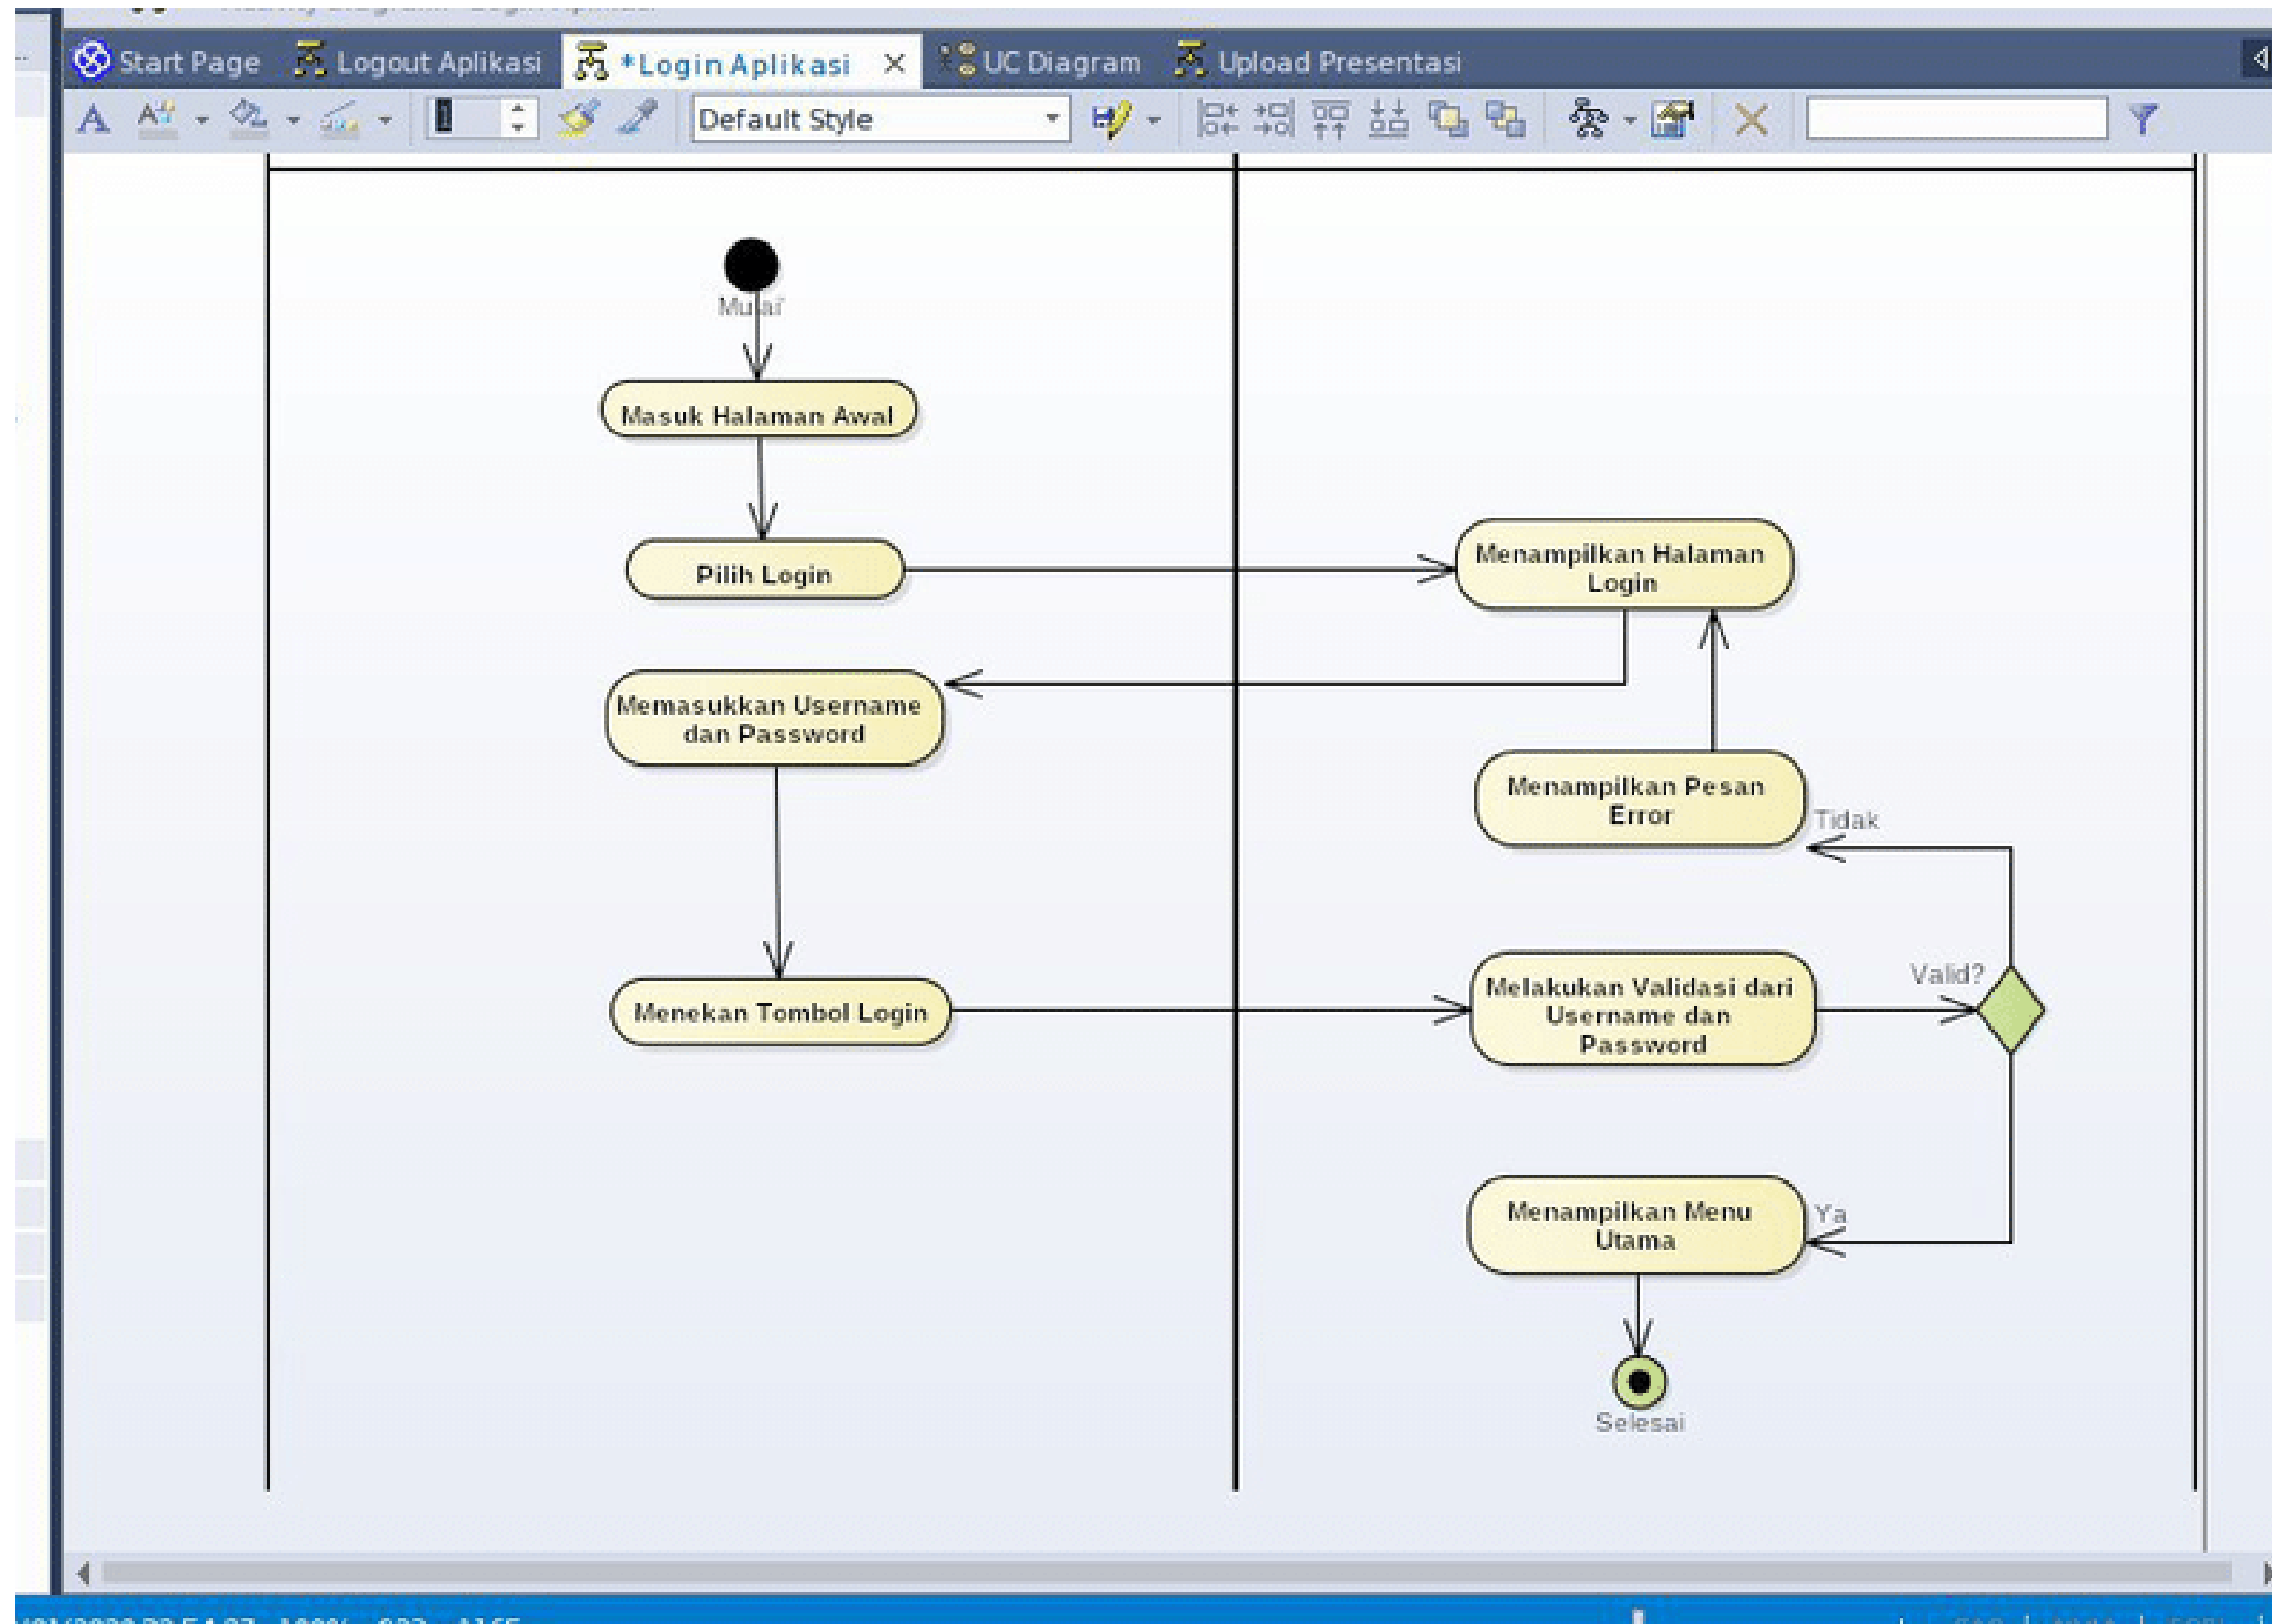 Start Page
Logout Aplikasi
*Login Aplikasi
UC Diagram
Upload Presentasi
Default Style
Masuk Halaman Awal
Pilih Login
Menampilkan Halaman
Login
Memasukkan Username
dan Password
Menampilkan Pesan
Error
Tidak
Valid?
Menekan Tombol Login
Melakukan Validasi dari
Username dan
Password
Menampilkan Menu
Utama
Ya
Selesai